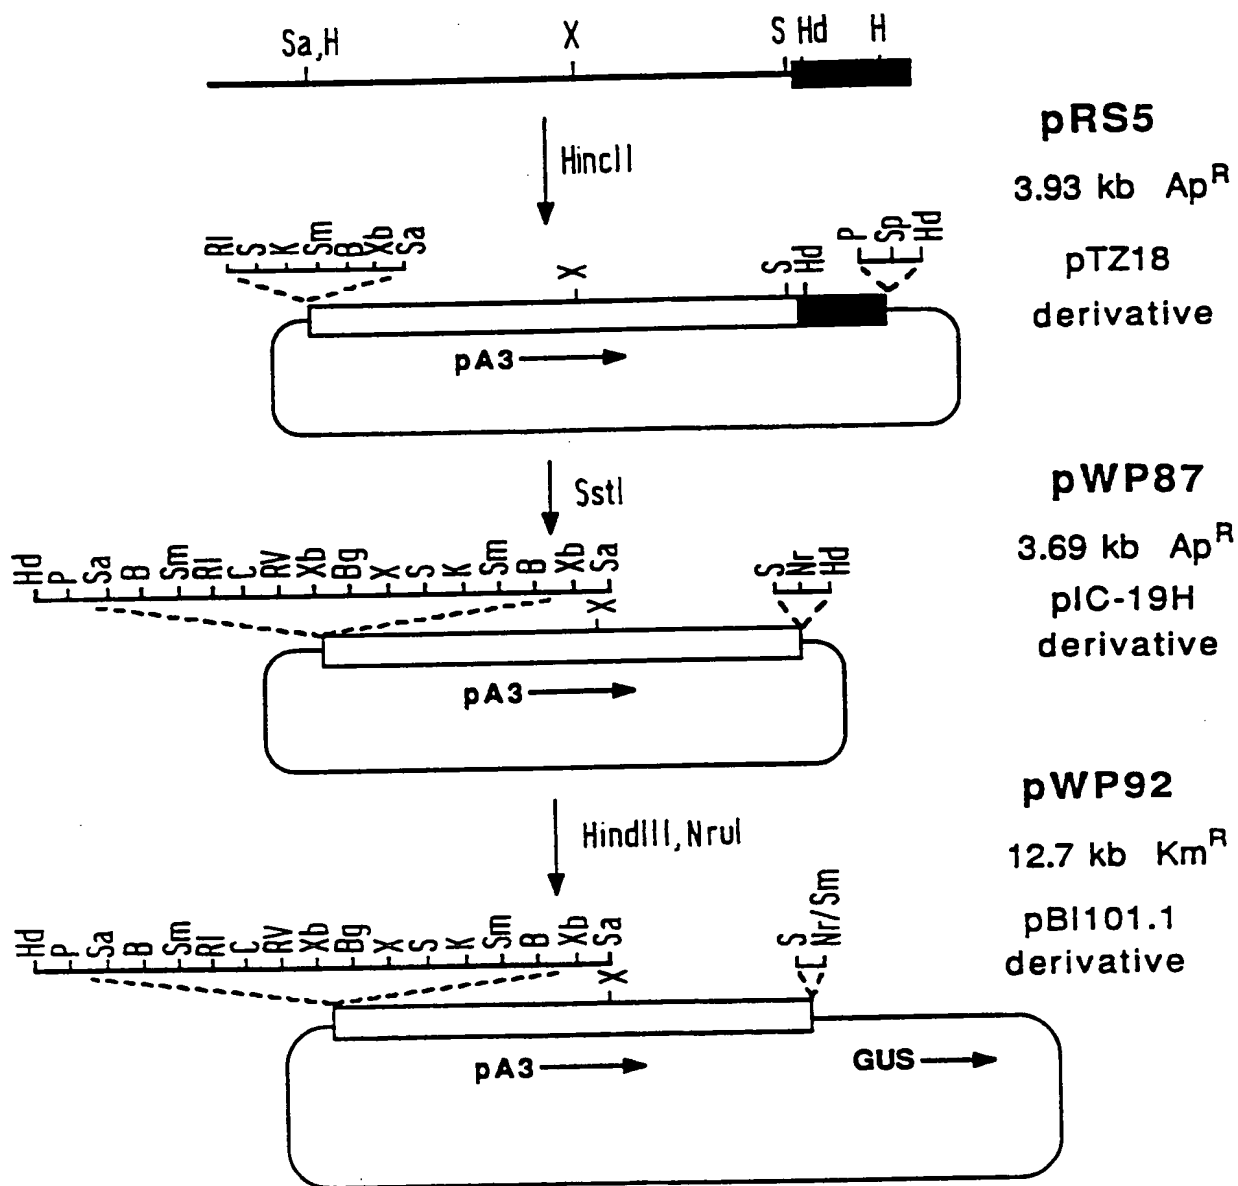 Sa,H X S Hd H
HincII
pRS5
3.93 kb Ap^R
pTZ18
derivative
RI S K Sm B Xb Sa
X S Hd
P Sp Hd
pA3
SstI
pWP87
3.69 kb Ap^R
pIC-19H
derivative
Hd P Sa B Sm RI C RV Xb Bg X S K Sm B Xb Sa
X
S Nr Hd
pA3
HindIII,NruI
pWP92
12.7 kb Km^R
pBI101.1
derivative
Hd P Sa B Sm RI C RV Xb Bg X S K Sm B Xb Sa
X
S Nr/Sm
pA3
GUS